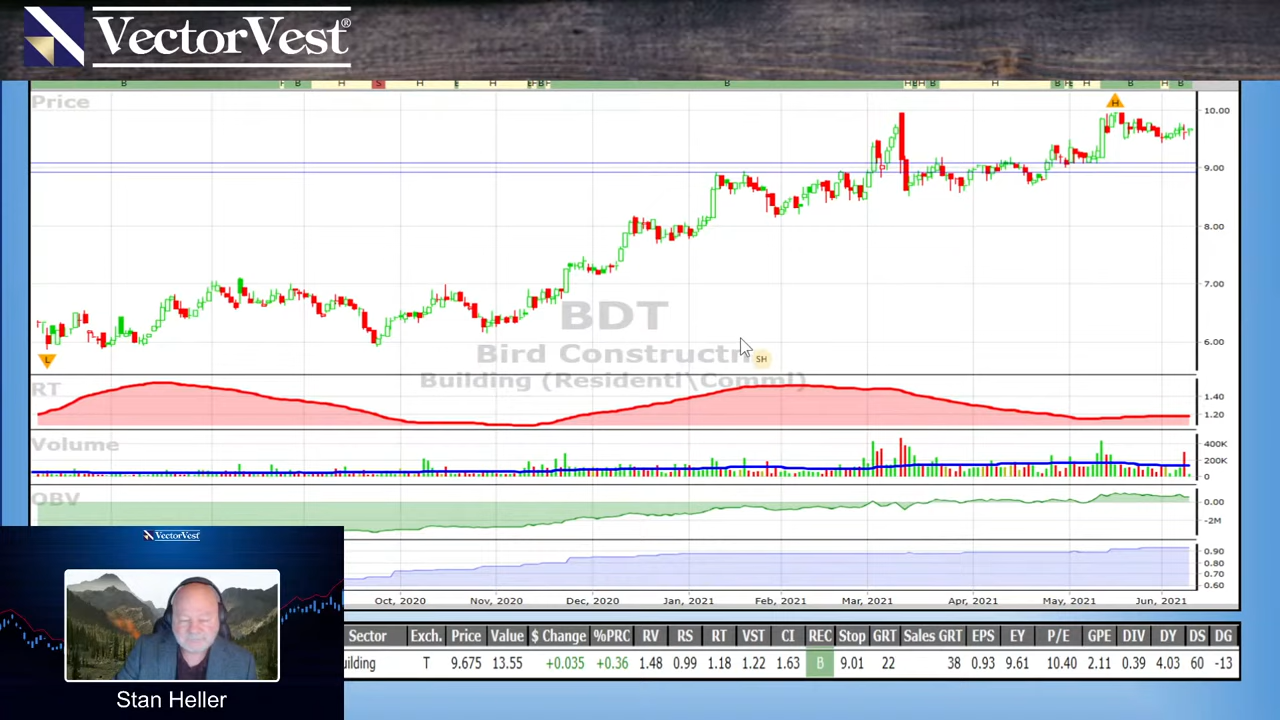 VectorVest®
B H B H S H E H H B H B H B H B H B H B H B
Price
10.00
H
9.00
8.00
7.00
BDT
6.00
L
Bird Constructn
SH
Building (Residentl\Comml)
RT
1.40
1.20
Volume
400K
200K
0
OBV
0.00
-2M
VectorVest
0.90
0.80
0.70
0.60
Oct, 2020 Nov, 2020 Dec, 2020 Jan, 2021 Feb, 2021 Mar, 2021 Apr, 2021 May, 2021 Jun, 2021
Sector Exch. Price Value $ Change %PRC RV RS RT VST CI REC Stop GRT Sales GRT EPS EY P/E GPE DIV DY DS DG
uilding T 9.675 13.55 +0.035 +0.36 1.48 0.99 1.18 1.22 1.63 B 9.01 22 38 0.93 9.61 10.40 2.11 0.39 4.03 60 -13
Stan Heller